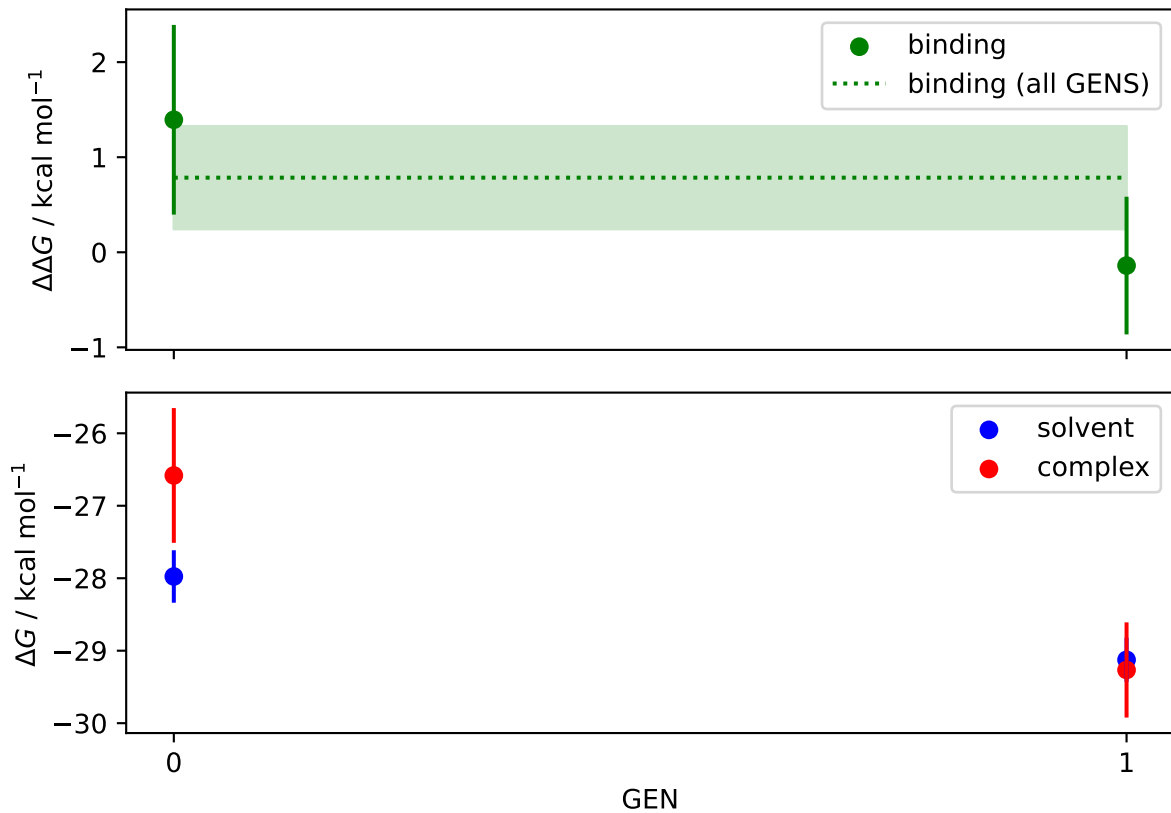 binding
binding (all GENS)
ΔΔG / kcal mol⁻¹
2
1
0
−1
solvent
complex
ΔG / kcal mol⁻¹
−26
−27
−28
−29
−30
0 1
GEN